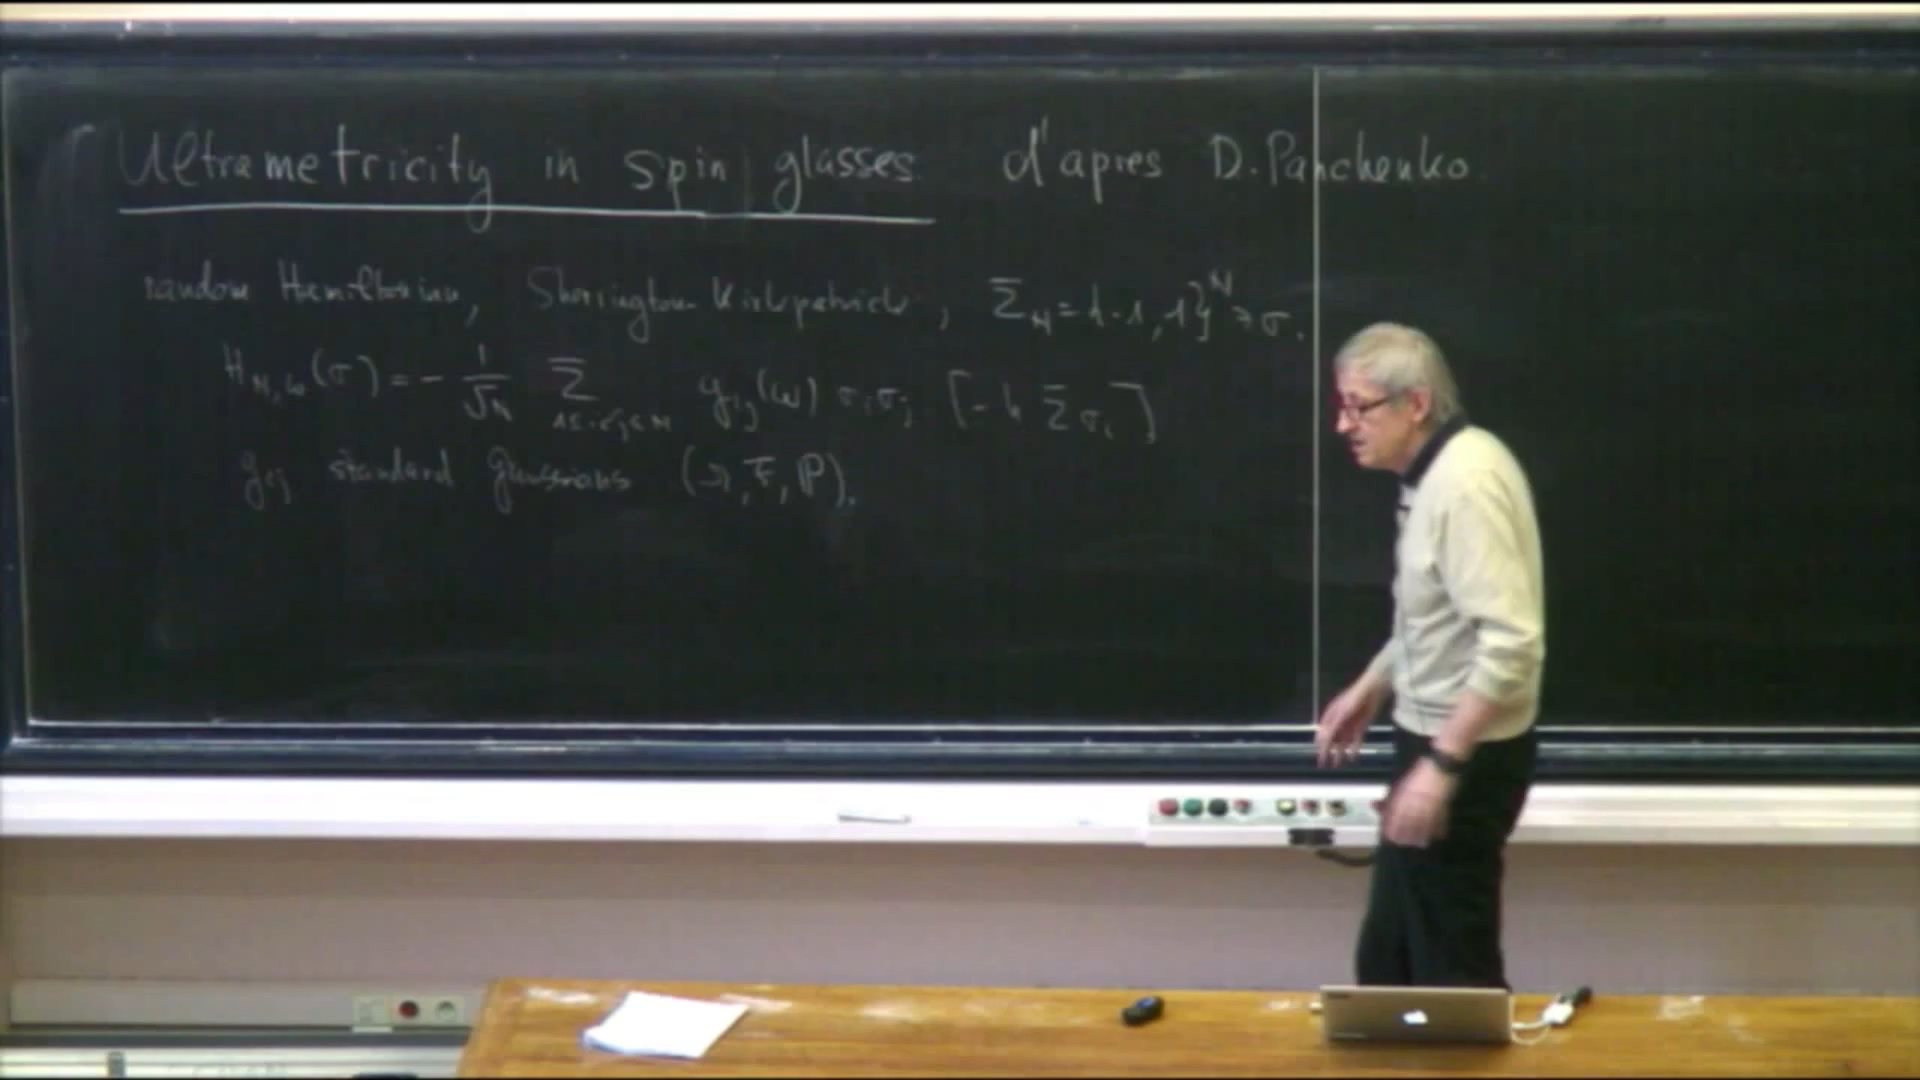 Ultrametricity in spin glasses d'apres D. Panchenko
random Hamiltonian, Sherrington Kirkpatrick, Σ_N = {-1,1}^N ∋ σ.
H_{N,ω}(σ) = - 1/√N Σ_{1≤i<j≤N} g_{ij}(ω) σ_i σ_j. [-h Σ σ_i]
g_{ij} standard gaussians (Ω, F, P).